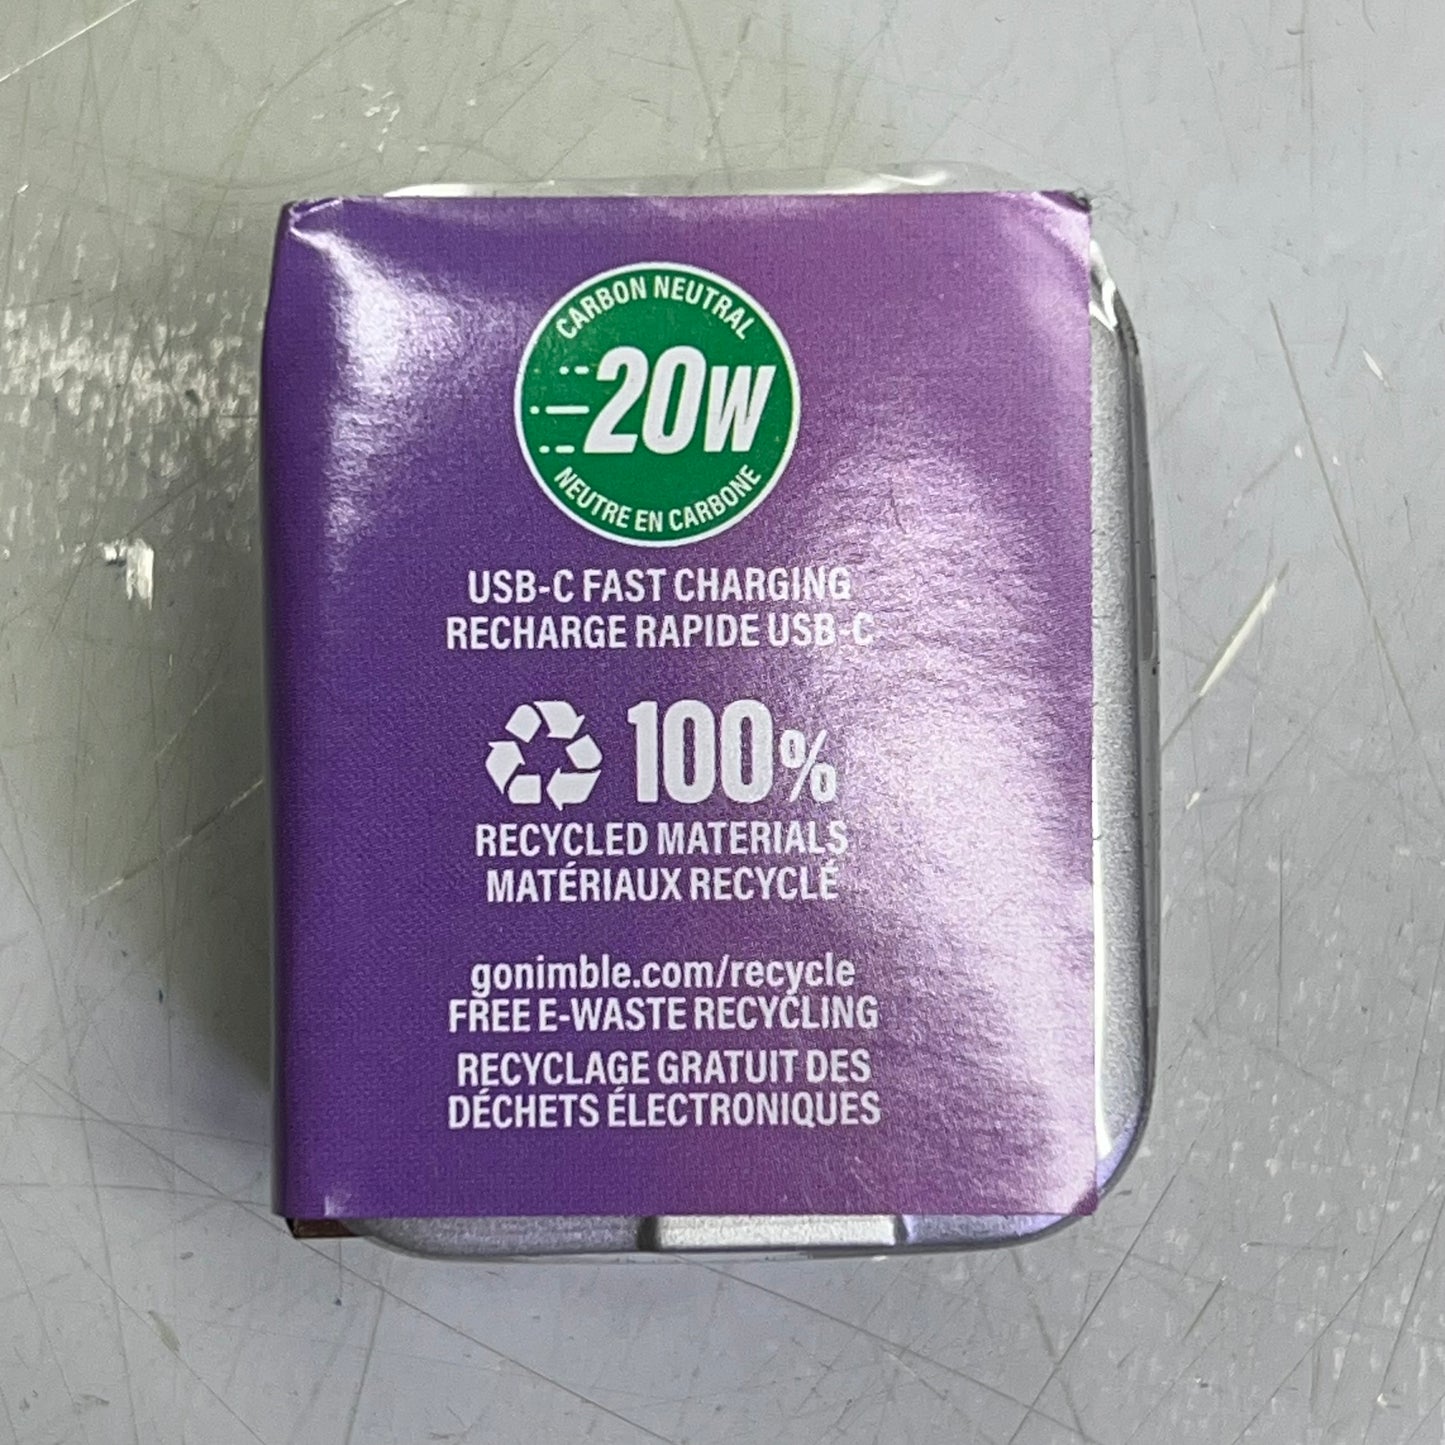 CARBON NEUTRAL
20W
NEUTRE EN CARBONE
USB-C FAST CHARGING
RECHARGE RAPIDE USB-C
100%
RECYCLED MATERIALS
MATÉRIAUX RECYCLÉ
gonimble.com/recycle
FREE E-WASTE RECYCLING
RECYCLAGE GRATUIT DES
DÉCHETS ÉLECTRONIQUES